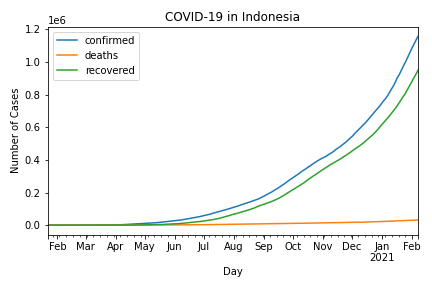 COVID-19 in Indonesia
1e6
1.2
1.0
0.8
0.6
0.4
0.2
0.0
Number of Cases
confirmed
deaths
recovered
Feb Mar Apr May Jun Jul Aug Sep Oct Nov Dec Jan Feb
2021
Day